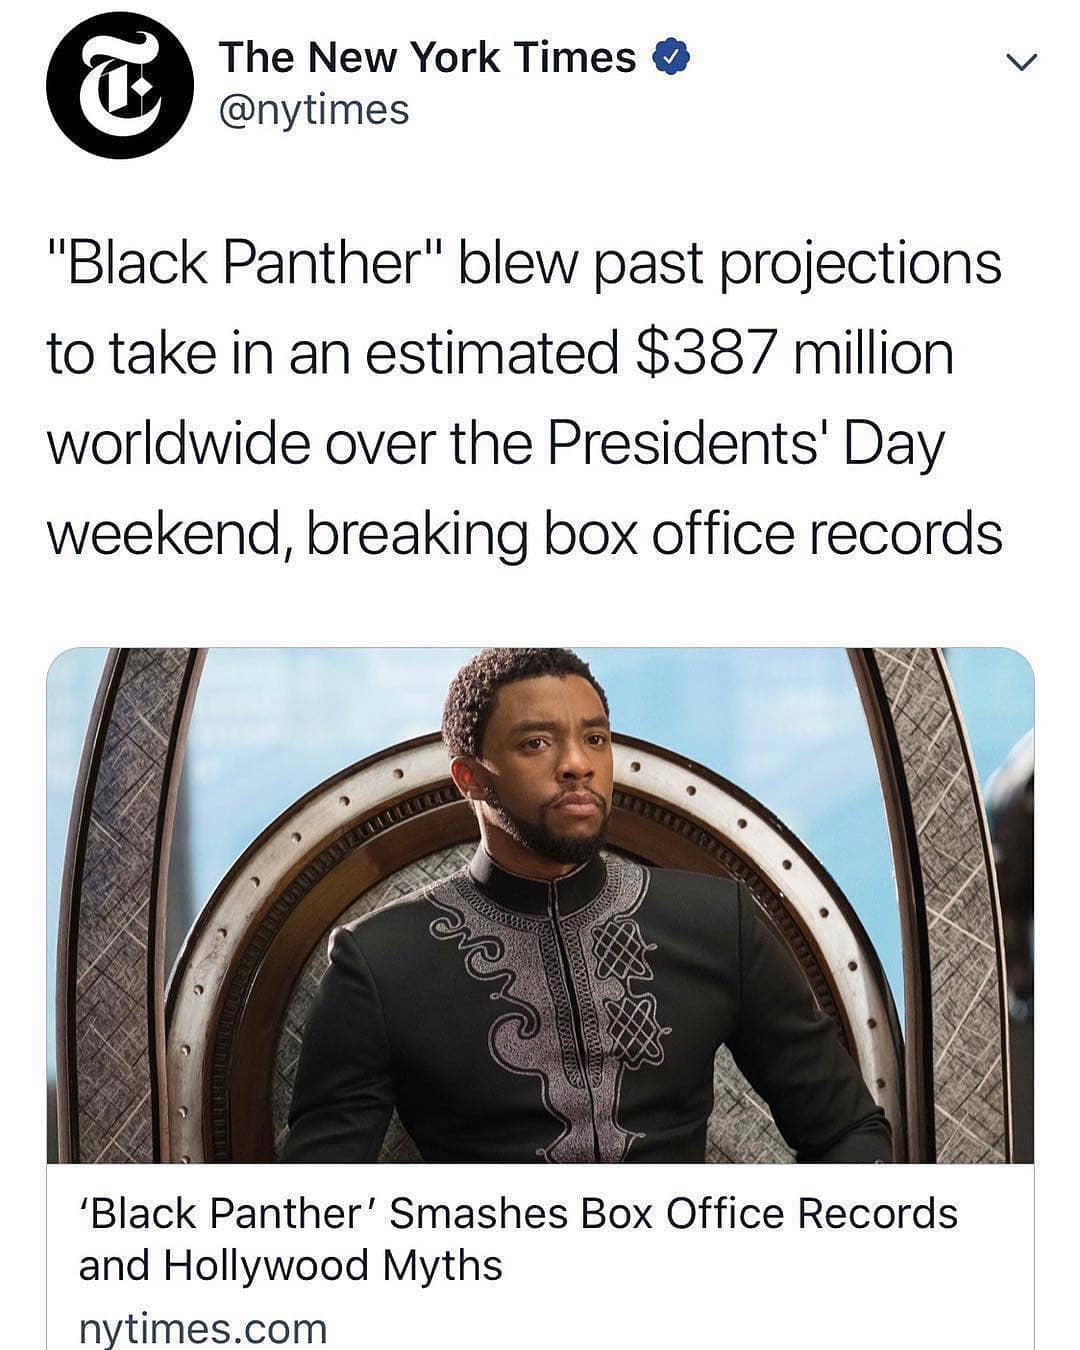 The New York Times
@nytimes
"Black Panther" blew past projections
to take in an estimated $387 million
worldwide over the Presidents' Day
weekend, breaking box office records
‘Black Panther’ Smashes Box Office Records
and Hollywood Myths
nytimes.com